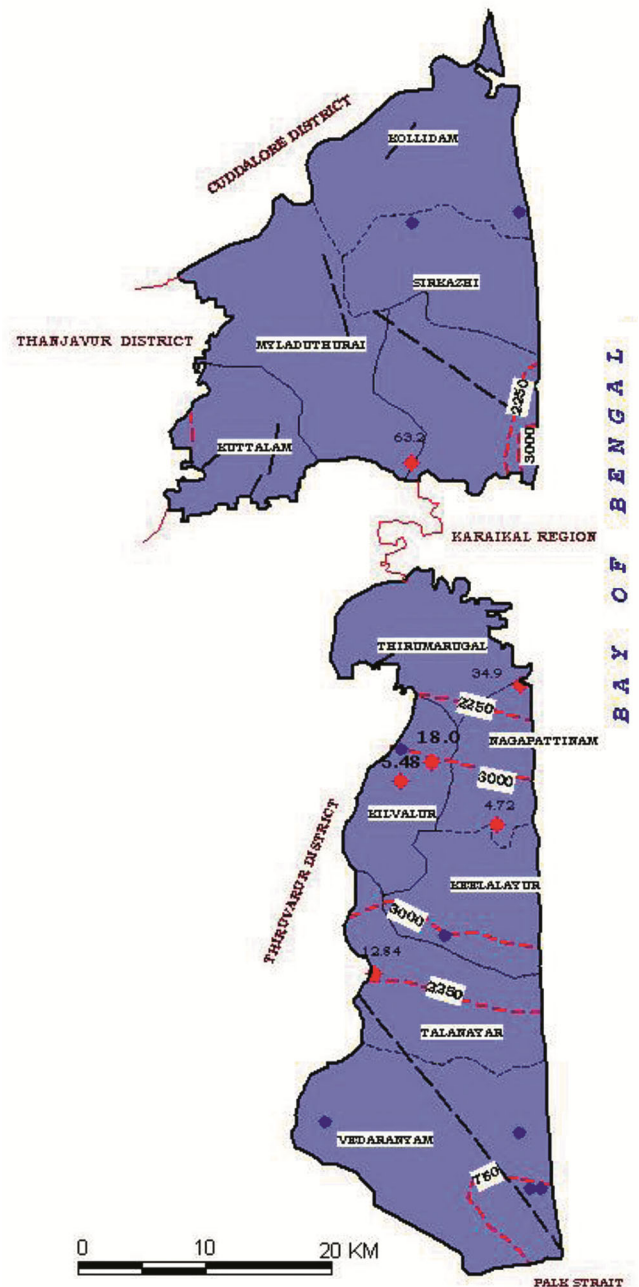 CUDDALORE DISTRICT
KOLLIDAM
SIRKAZHI
THANJAVUR DISTRICT
MYLADUTHURAI
2250
3000
KUTTALAM
63.2
BAY OF BENGAL
KARAIKAL REGION
THIRUMARUGAL
34.9
2250
18.0
NAGAPATTINAM
5.48
3000
KILVALUR
4.72
THIRUVARUR DISTRICT
KEELALAYUR
3000
12.84
2250
TALANAYAR
VEDARANYAM
750
0 10 20 KM
PALK STRAIT